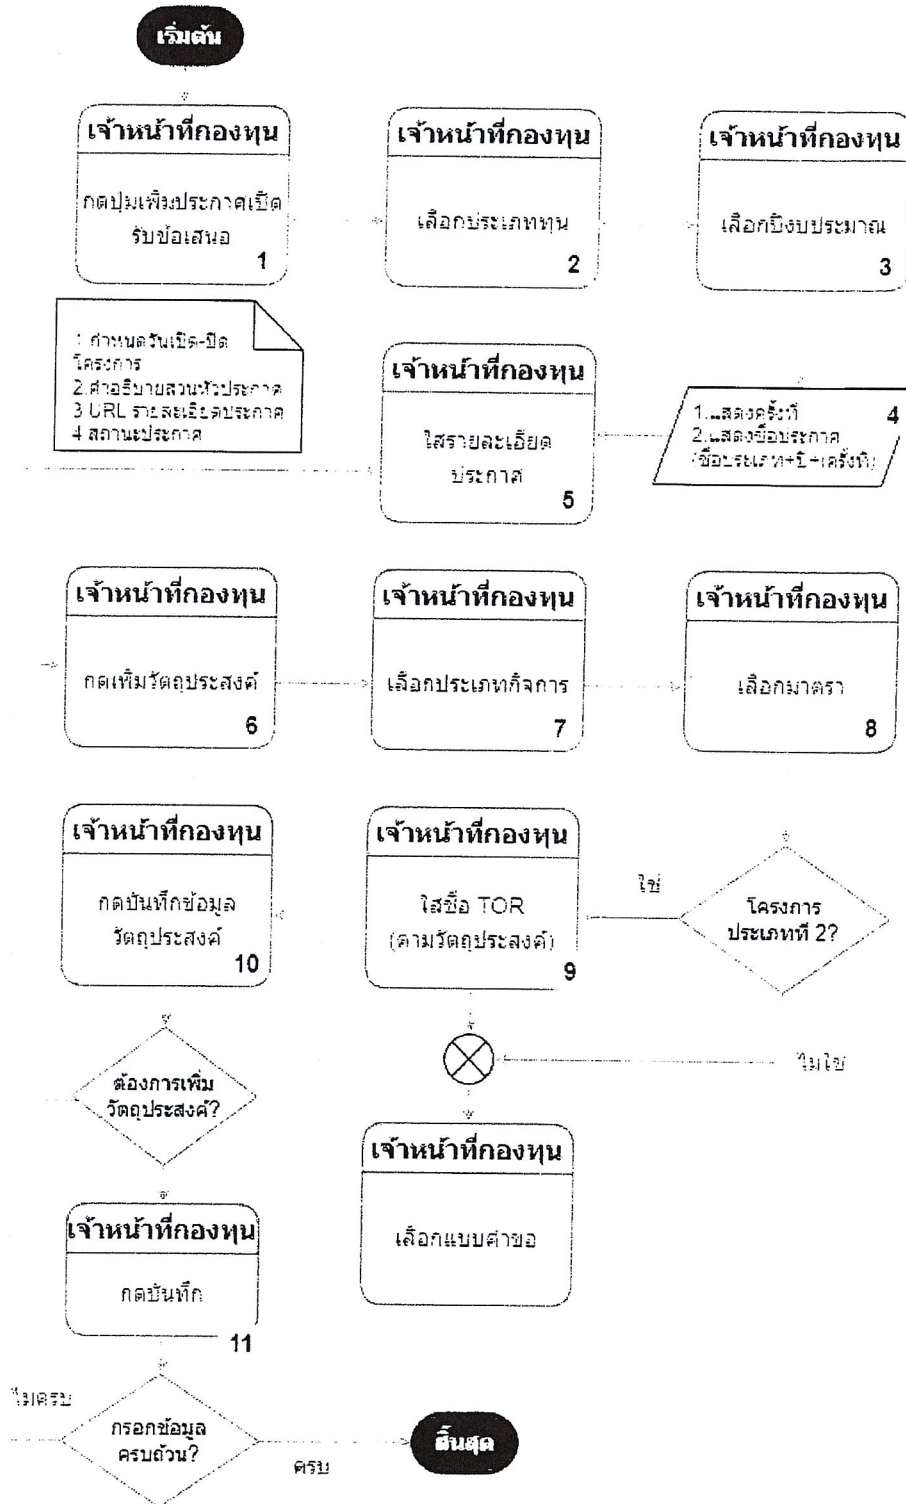 เริ่มต้น
เจ้าหน้าที่กองทุน
กดปุ่มเพิ่มประกาศเปิด
รับข้อเสนอ
1
เจ้าหน้าที่กองทุน
เลือกประเภททุน
2
เจ้าหน้าที่กองทุน
เลือกปีงบประมาณ
3
1 กำหนดวันเปิด-ปิด
โครงการ
2.คำอธิบายส่วนหัวประกาศ
3 URL รายละเอียดประกาศ
4 สถานะประกาศ
เจ้าหน้าที่กองทุน
ใส่รายละเอียด
ประกาศ
5
1.แสดงครั้งที่
4
2.แสดงชื่อประกาศ
(ชื่อประเภท+ปี+ครั้งที่)
เจ้าหน้าที่กองทุน
กดเพิ่มวัตถุประสงค์
6
เจ้าหน้าที่กองทุน
เลือกประเภทกิจการ
7
เจ้าหน้าที่กองทุน
เลือกมาตรา
8
เจ้าหน้าที่กองทุน
กดบันทึกข้อมูล
วัตถุประสงค์
10
เจ้าหน้าที่กองทุน
ใส่ชื่อ TOR
(ตามวัตถุประสงค์)
9
ใช่
โครงการ
ประเภทที่ 2?
ไม่ใช่
ต้องการเพิ่ม
วัตถุประสงค์?
เจ้าหน้าที่กองทุน
เลือกแบบคำขอ
เจ้าหน้าที่กองทุน
กดบันทึก
11
ไม่ครบ
กรอกข้อมูล
ครบถ้วน?
ครบ
สิ้นสุด